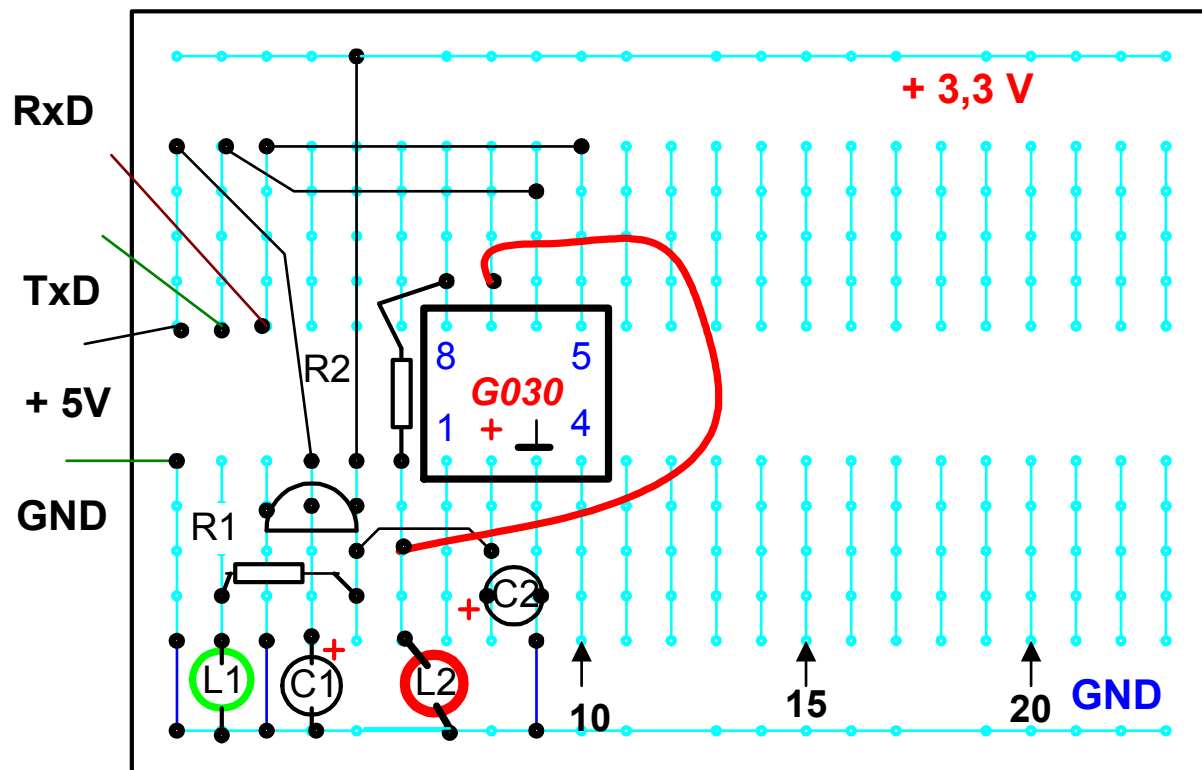 + 3,3 V
RxD
TxD
R2
8
5
+ 5V
G030
1
+
4
GND
R1
C2
+
+
L1
C1
L2
10
15
20
GND